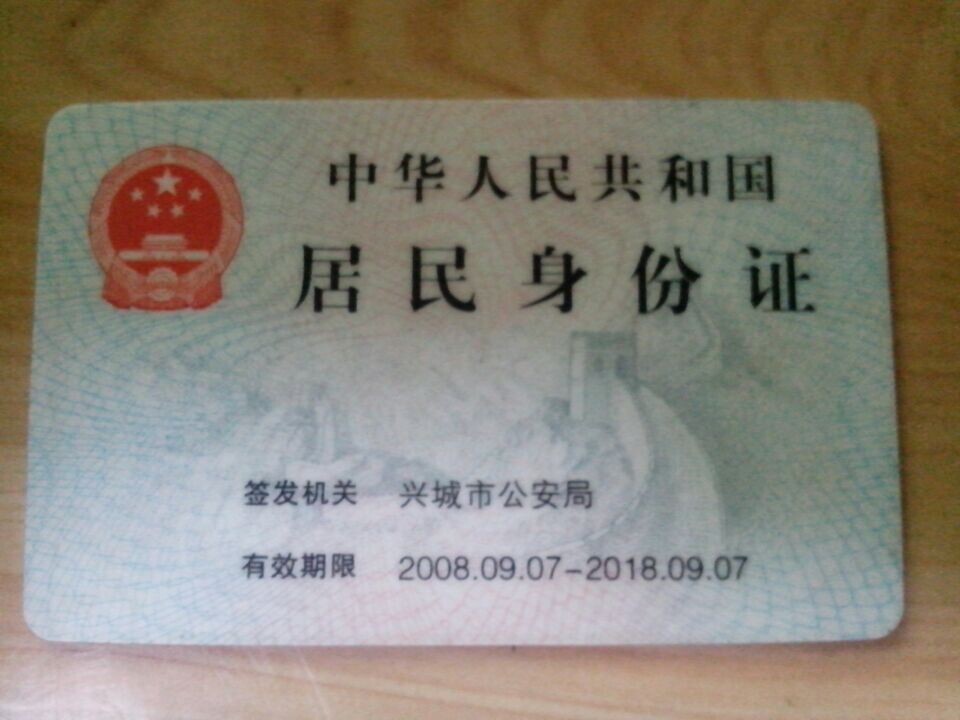 中华人民共和国
居民身份证
签发机关 兴城市公安局
有效期限 2008.09.07-2018.09.07